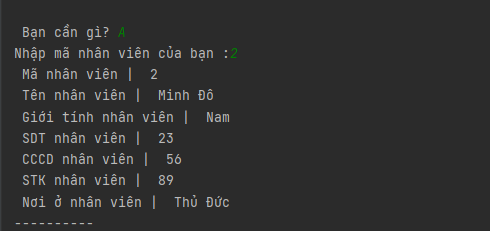 Bạn cần gì? A
Nhập mã nhân viên của bạn :2
Mã nhân viên | 2
Tên nhân viên | Minh Đô
Giới tính nhân viên | Nam
SDT nhân viên | 23
CCCD nhân viên | 56
STK nhân viên | 89
Nơi ở nhân viên | Thủ Đức
----------